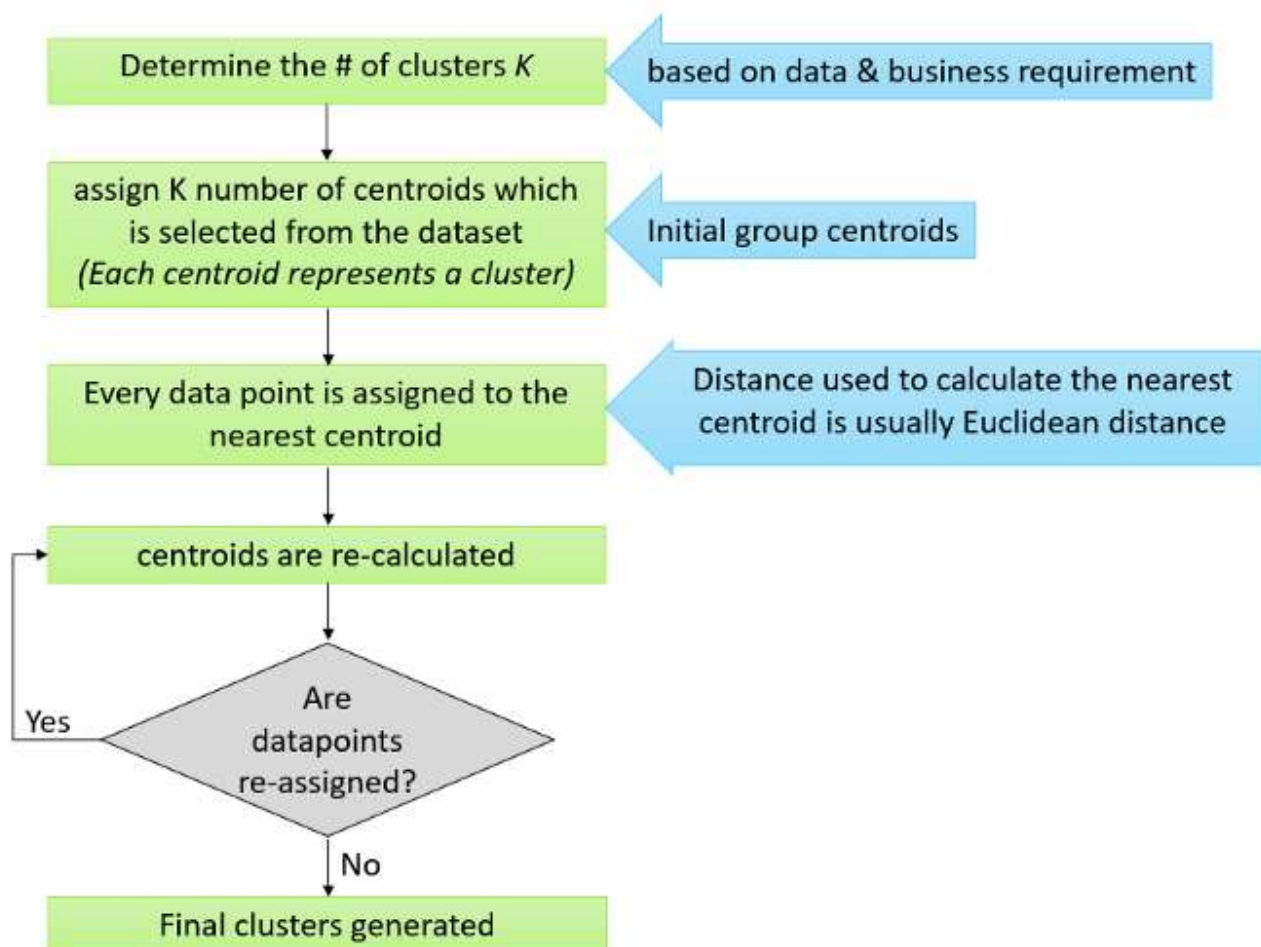 Determine the # of clusters K
based on data & business requirement
assign K number of centroids which
is selected from the dataset
(Each centroid represents a cluster)
Initial group centroids
Every data point is assigned to the
nearest centroid
Distance used to calculate the nearest
centroid is usually Euclidean distance
centroids are re-calculated
Are
datapoints
re-assigned?
Yes
No
Final clusters generated